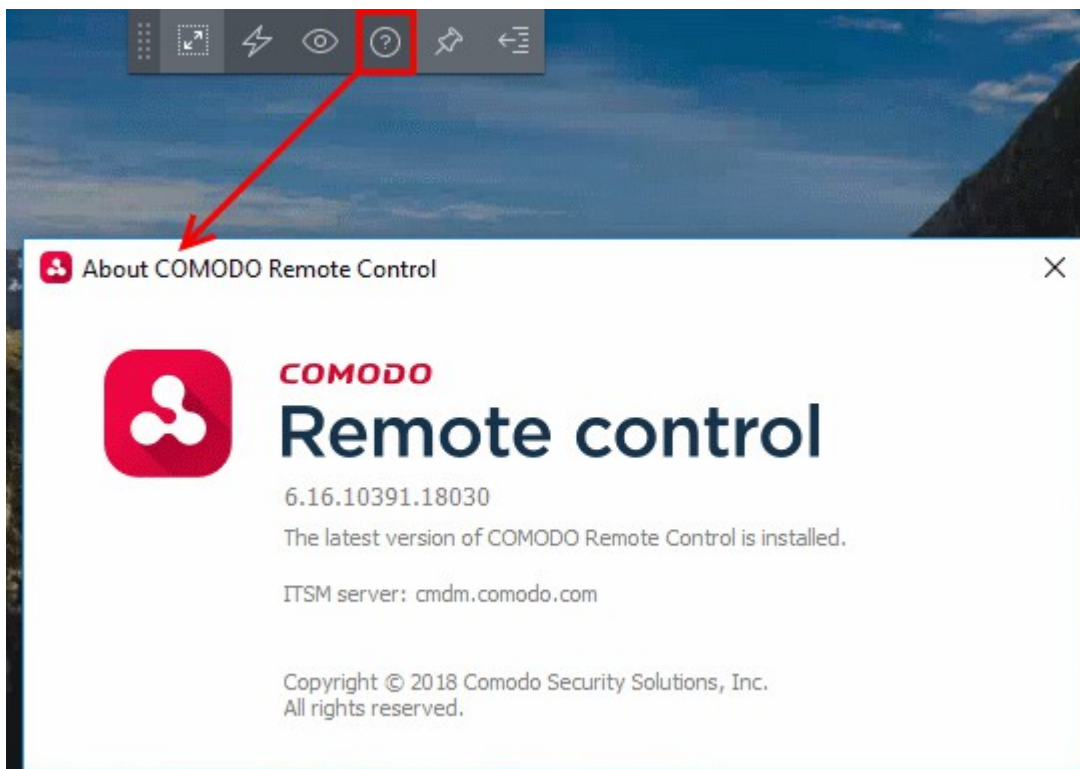 About COMODO Remote Control
COMODO
Remote control
6.16.10391.18030
The latest version of COMODO Remote Control is installed.
ITSM server: cmdm.comodo.com
Copyright © 2018 Comodo Security Solutions, Inc.
All rights reserved.